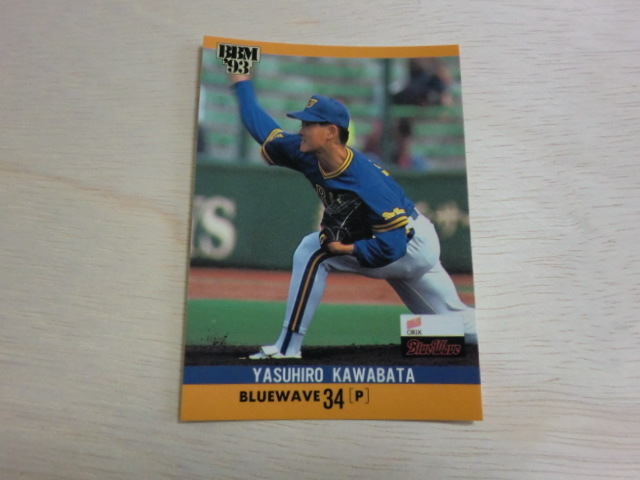 BBM
'93
ORIX
BlueWave
YASUHIRO KAWABATA
BLUEWAVE 34 [P]